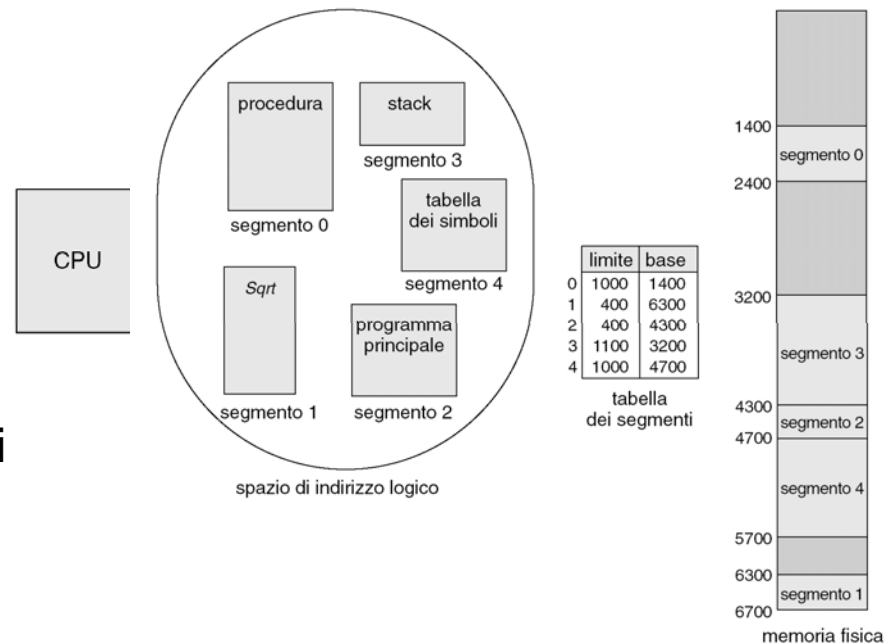 CPU
i
procedura
segmento 0
stack
segmento 3
tabella
dei simboli
segmento 4
Sqrt
segmento 1
programma
principale
segmento 2
spazio di indirizzo logico
limite base
0 1000 1400
1 400 6300
2 400 4300
3 1100 3200
4 1000 4700
tabella
dei segmenti
1400
segmento 0
2400
3200
segmento 3
4300
segmento 2
4700
segmento 4
5700
6300
segmento 1
6700
memoria fisica